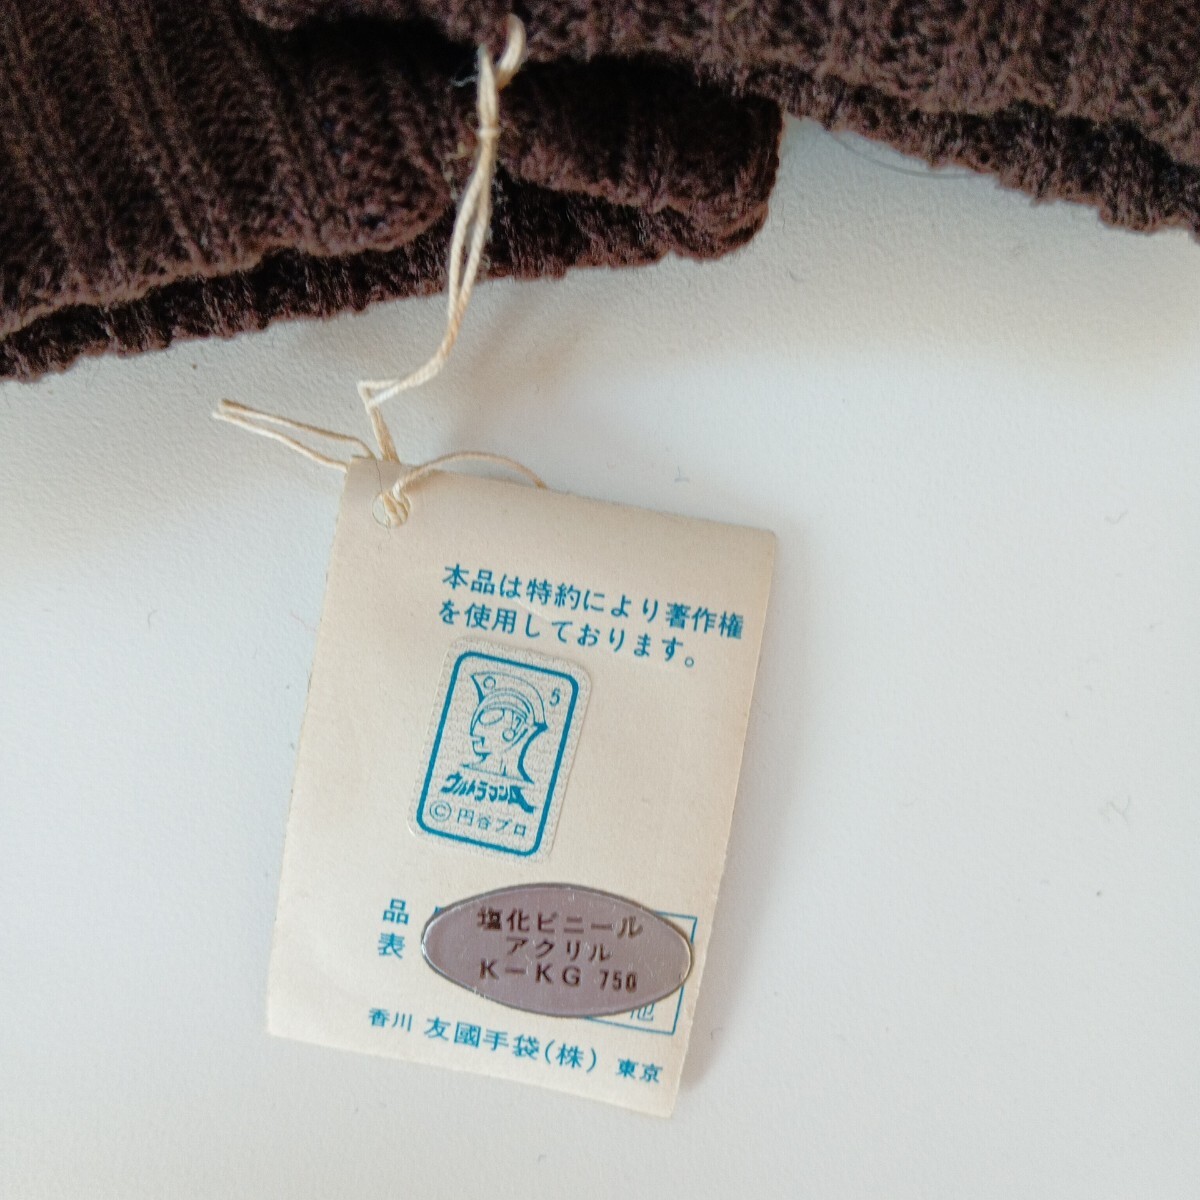 本品は特約により著作権
を使用しております。
5
ウルトラマンA
©円谷プロ
品
表
塩化ビニール
アクリル
K-KG 750
他
香川 友國手袋(株) 東京